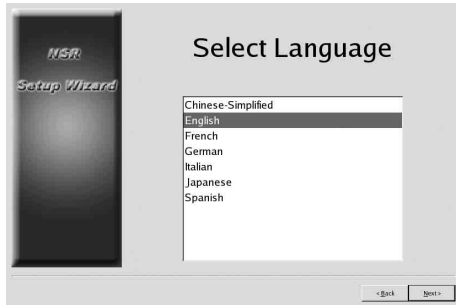 NSR
Setup Wizard
Select Language
Chinese-Simplified
English
French
German
Italian
Japanese
Spanish
< Back
Next >